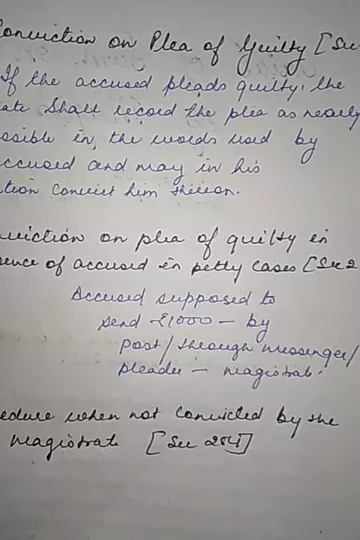 Conviction on Plea of Guilty [Sec
If the accused pleads guilty, the
ate shall record the plea as nearly
ossible in, the words used by
ccused and may in his
tion convict him thereon.
viction on plea of guilty in
sence of accused in petty cases [Sec 2
Accused supposed to
send ₹1000 - by
post/through messenger/
pleader - magistrate.
edure when not convicted by the
magistrate [Sec 254]